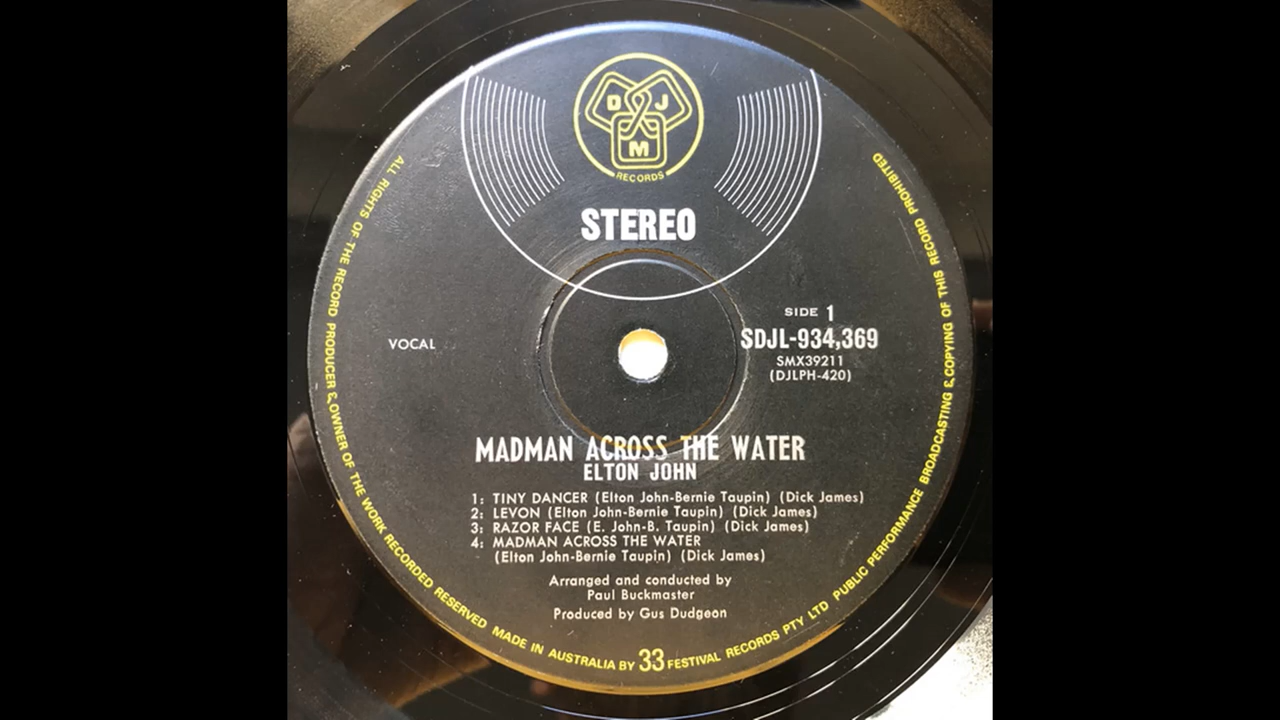 D J
M
RECORDS
STEREO
SIDE 1
SDJL-934,369
SMX39211
(DJLPH-420)
VOCAL
MADMAN ACROSS THE WATER
ELTON JOHN
1: TINY DANCER (Elton John-Bernie Taupin) (Dick James)
2: LEVON (Elton John-Bernie Taupin) (Dick James)
3: RAZOR FACE (E. John-B. Taupin) (Dick James)
4: MADMAN ACROSS THE WATER
(Elton John-Bernie Taupin) (Dick James)
Arranged and conducted by
Paul Buckmaster
Produced by Gus Dudgeon
ALL RIGHTS OF THE RECORD PRODUCER & OWNER OF THE WORK RECORDED RESERVED MADE IN AUSTRALIA BY 33 FESTIVAL RECORDS PTY LTD PUBLIC PERFORMANCE BROADCASTING & COPYING OF THIS RECORD PROHIBITED